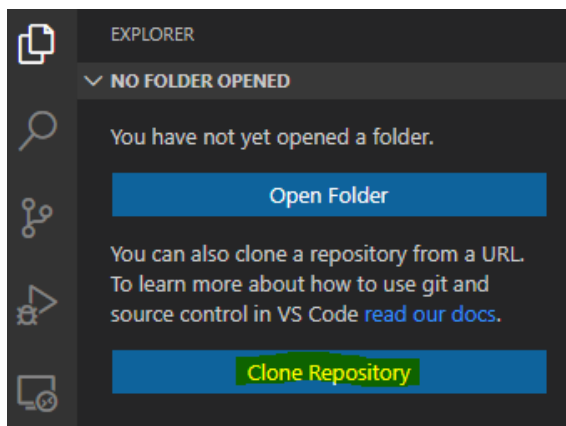 EXPLORER
NO FOLDER OPENED
You have not yet opened a folder.
Open Folder
You can also clone a repository from a URL.
To learn more about how to use git and
source control in VS Code read our docs.
Clone Repository